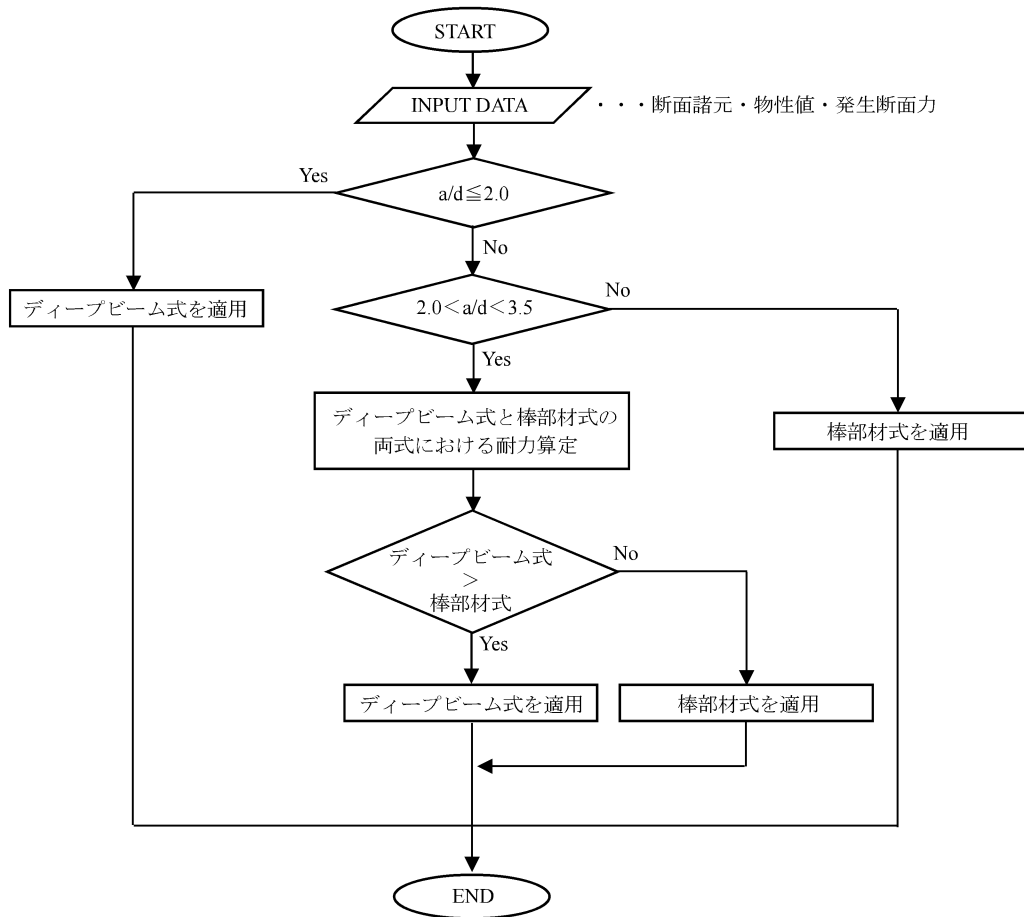 START
INPUT DATA
・・・断面諸元・物性値・発生断面力
Yes
a/d≦2.0
No
ディープビーム式を適用
2.0＜a/d＜3.5
No
Yes
ディープビーム式と棒部材式の
両式における耐力算定
棒部材式を適用
ディープビーム式
＞
棒部材式
No
Yes
ディープビーム式を適用
棒部材式を適用
END